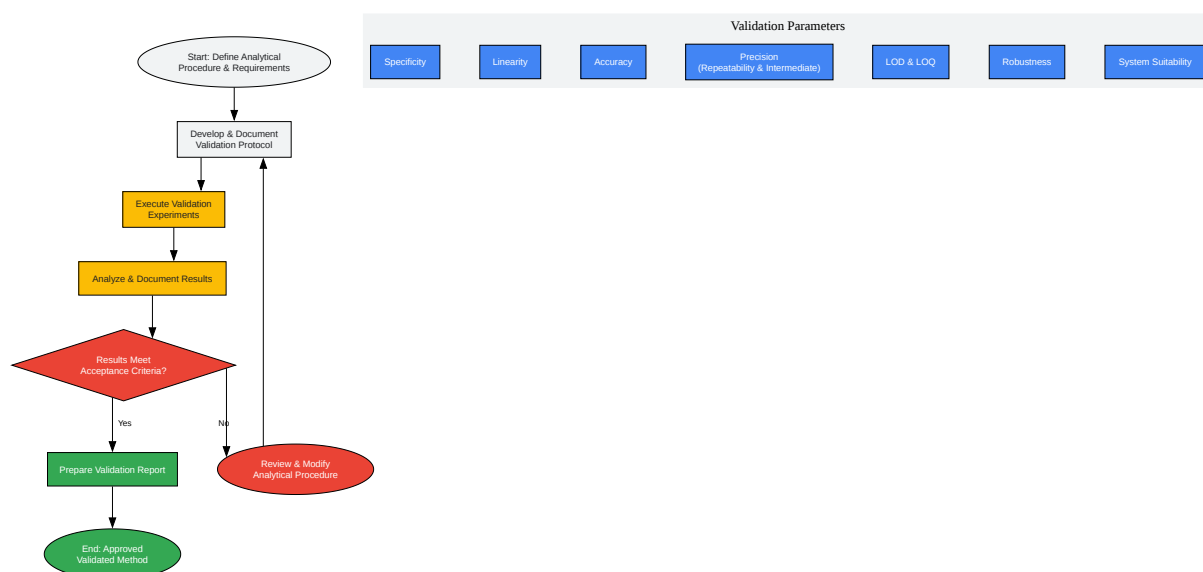 Validation Parameters
Specificity
Linearity
Accuracy
Precision
(Repeatability & Intermediate)
LOD & LOQ
Robustness
System Suitability
Start: Define Analytical
Procedure & Requirements
Develop & Document
Validation Protocol
Execute Validation
Experiments
Analyze & Document Results
Results Meet
Acceptance Criteria?
Yes
No
Prepare Validation Report
Review & Modify
Analytical Procedure
End: Approved
Validated Method